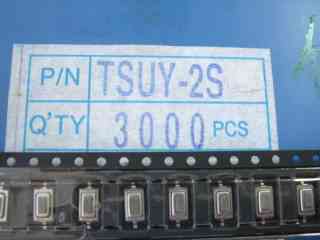 P/N TSUY-2S
Q'TY 3000 PCS